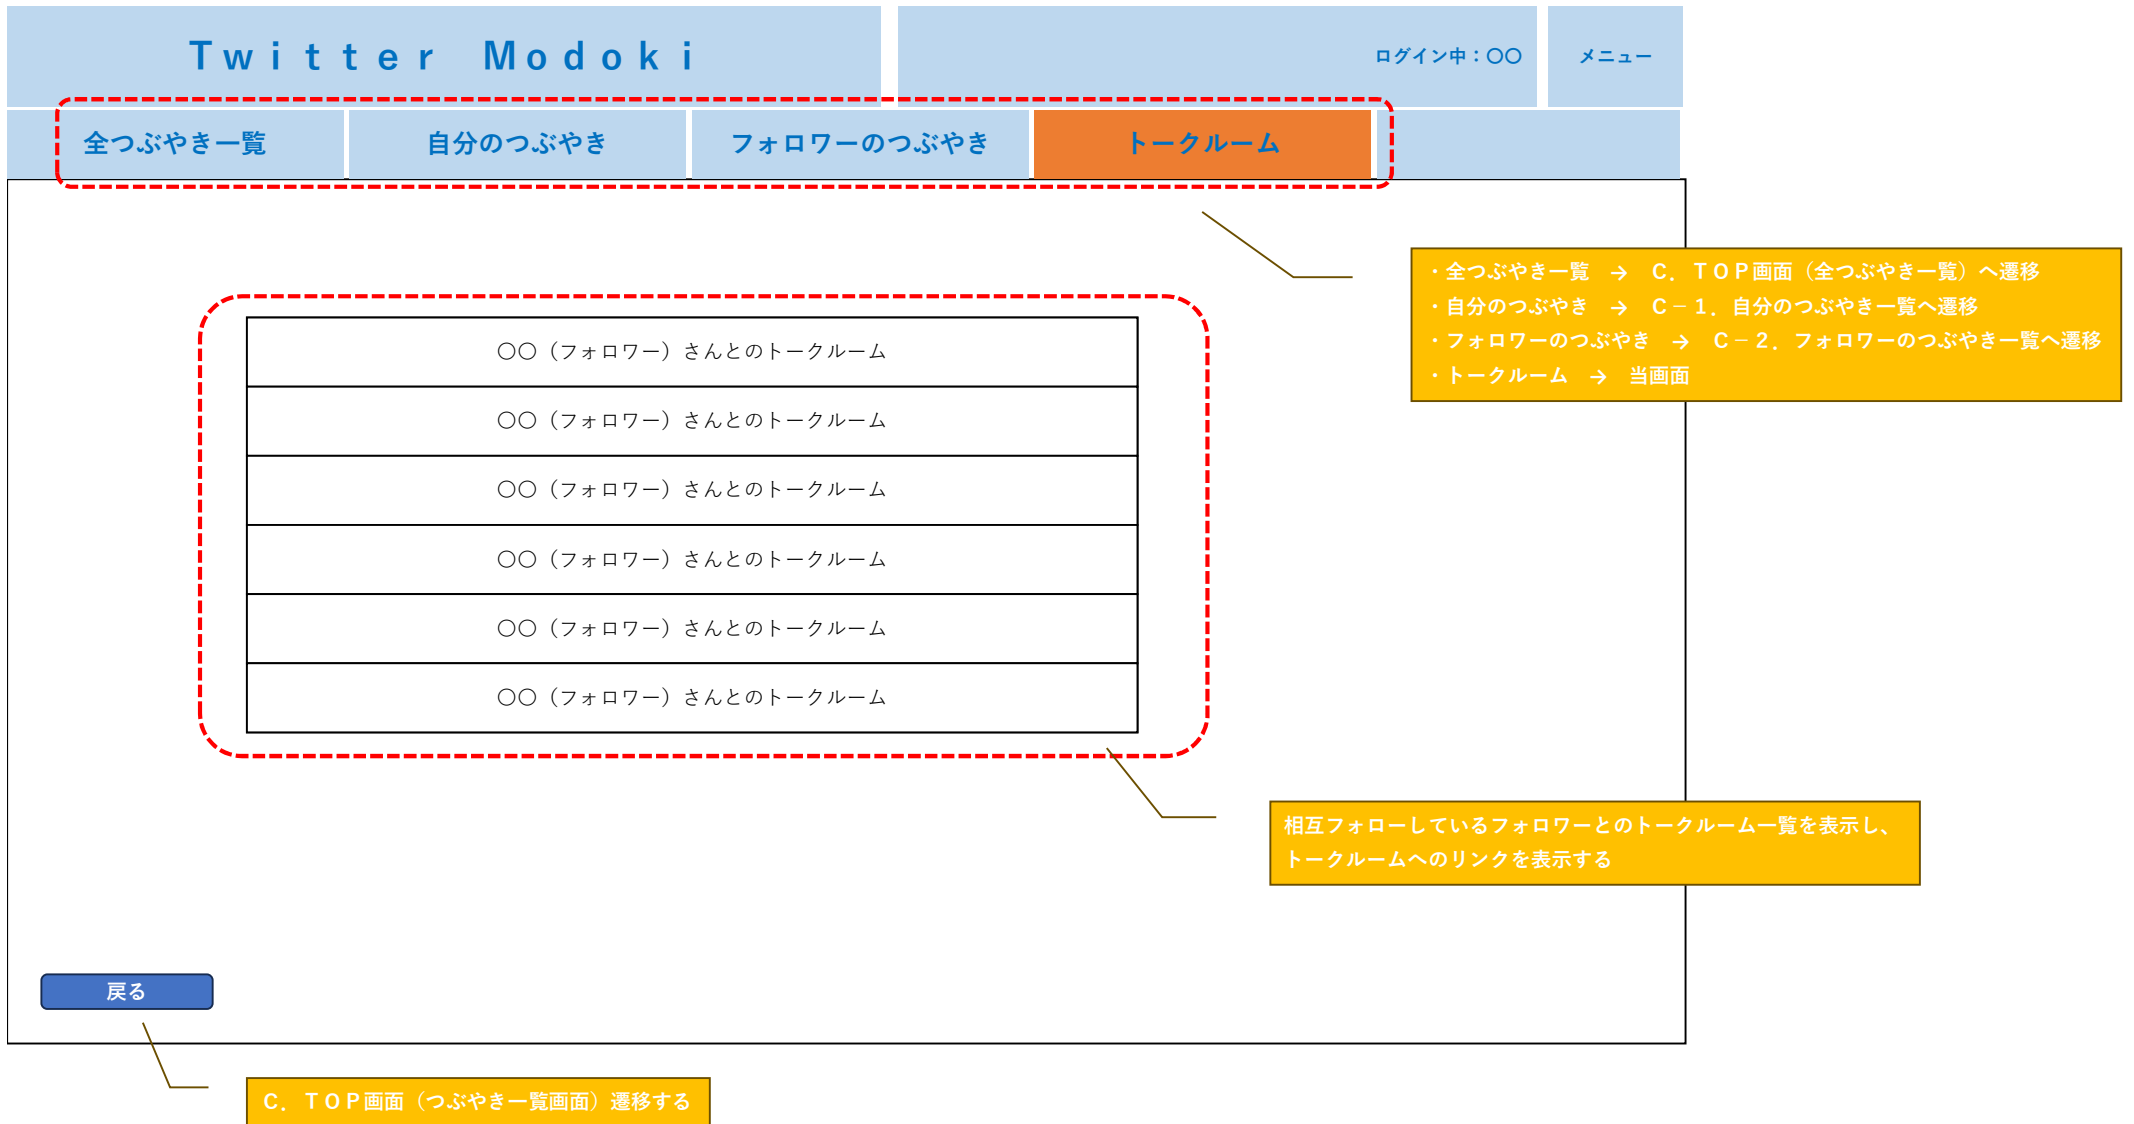 Ｔｗｉｔｔｅｒ　Ｍｏｄｏｋｉ
ログイン中：〇〇
メニュー
全つぶやき一覧
自分のつぶやき
フォロワーのつぶやき
トークルーム
・全つぶやき一覧　→　Ｃ．ＴＯＰ画面（全つぶやき一覧）へ遷移
・自分のつぶやき　→　Ｃ－１．自分のつぶやき一覧へ遷移
・フォロワーのつぶやき　→　Ｃ－２．フォロワーのつぶやき一覧へ遷移
・トークルーム　→　当画面
〇〇（フォロワー）さんとのトークルーム
〇〇（フォロワー）さんとのトークルーム
〇〇（フォロワー）さんとのトークルーム
〇〇（フォロワー）さんとのトークルーム
〇〇（フォロワー）さんとのトークルーム
〇〇（フォロワー）さんとのトークルーム
相互フォローしているフォロワーとのトークルーム一覧を表示し、
トークルームへのリンクを表示する
戻る
Ｃ．ＴＯＰ画面（つぶやき一覧画面）遷移する